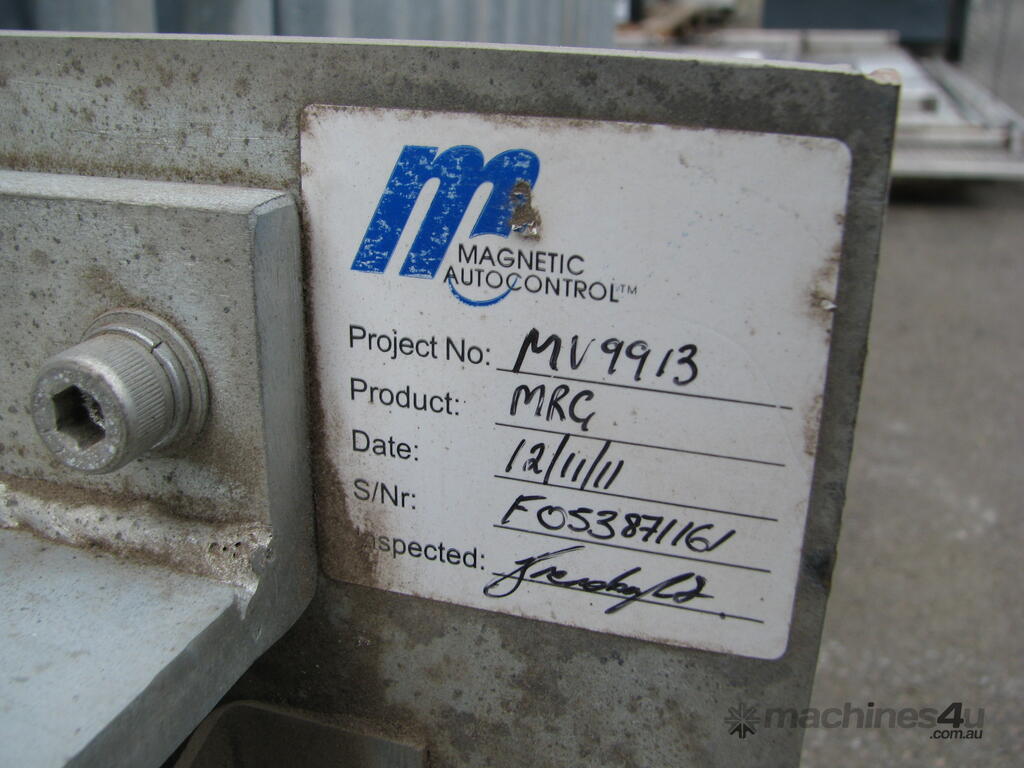 m
MAGNETIC
AUTOCONTROL™
Project No: MV9913
Product: MRG
Date: 12/11/11
S/Nr: F053871161
Inspected:
machines4u
.com.au